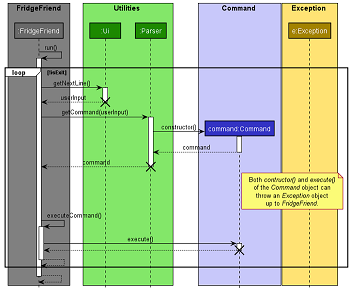 FridgeFriend
Utilities
Command
Exception
:FridgeFriend
:Ui
:Parser
e:Exception
run()
loop
[!isExit]
getNextLine()
userInput
getCommand(userInput)
constructor()
command:Command
command
command
Both contructor() and execute()
of the Command object can
throw an Exception object
up to FridgeFriend.
executeCommand()
execute()